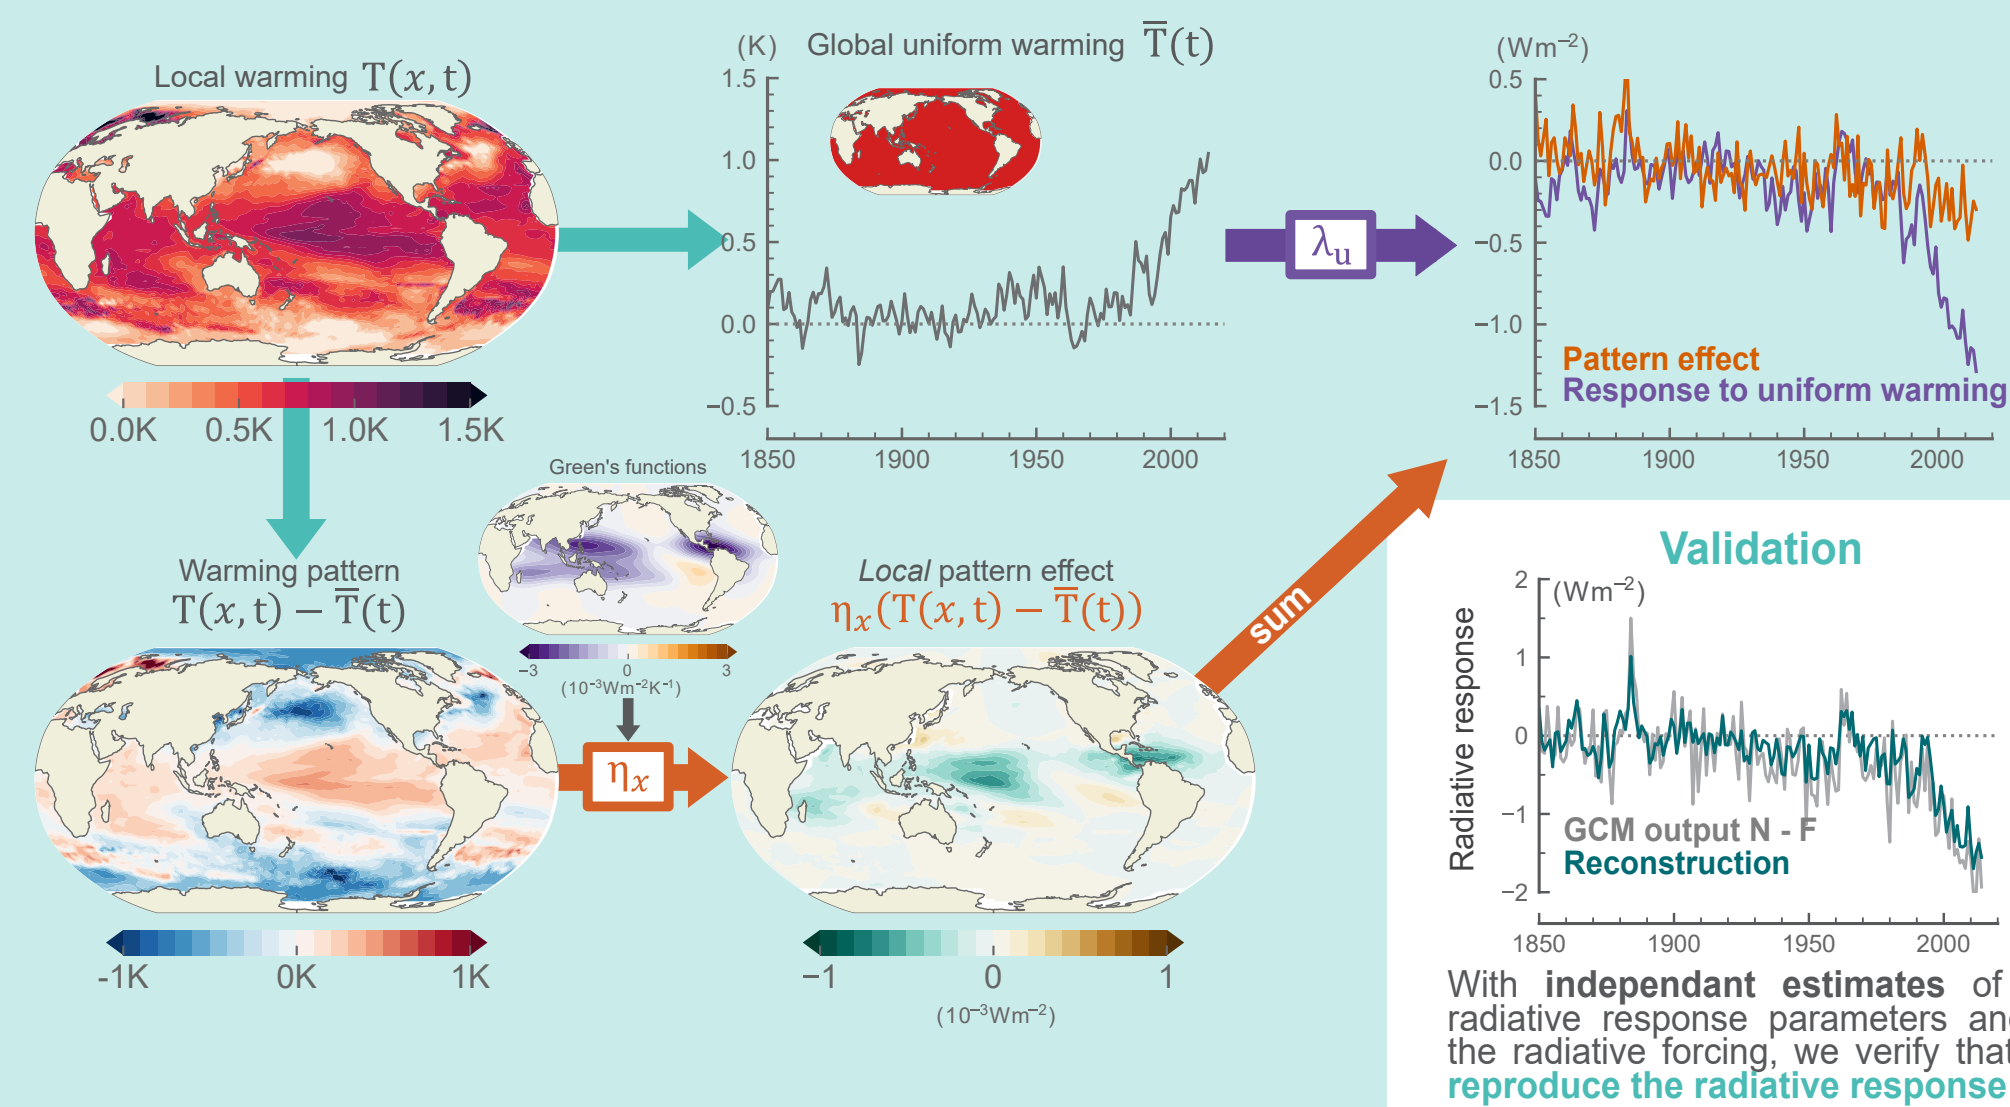 Local warming T(x, t)
0.0K 0.5K 1.0K 1.5K
(K) Global uniform warming T̅(t)
1.5
1.0
0.5
0.0
−0.5
1850 1900 1950 2000
λu
(Wm−2)
0.5
0.0
−0.5
−1.0
−1.5
Pattern effect
Response to uniform warming
1850 1900 1950 2000
Warming pattern
T(x, t) − T̅(t)
-1K 0K 1K
Green's functions
−3 0 3
(10−3Wm−2K−1)
ηx
Local pattern effect
ηx(T(x, t) − T̅(t))
−1 0 1
(10−3Wm−2)
sum
Validation
Radiative response
(Wm−2)
2
1
0
−1
−2
GCM output N - F
Reconstruction
1850 1900 1950 2000
With independant estimates of
radiative response parameters and
the radiative forcing, we verify that
reproduce the radiative response